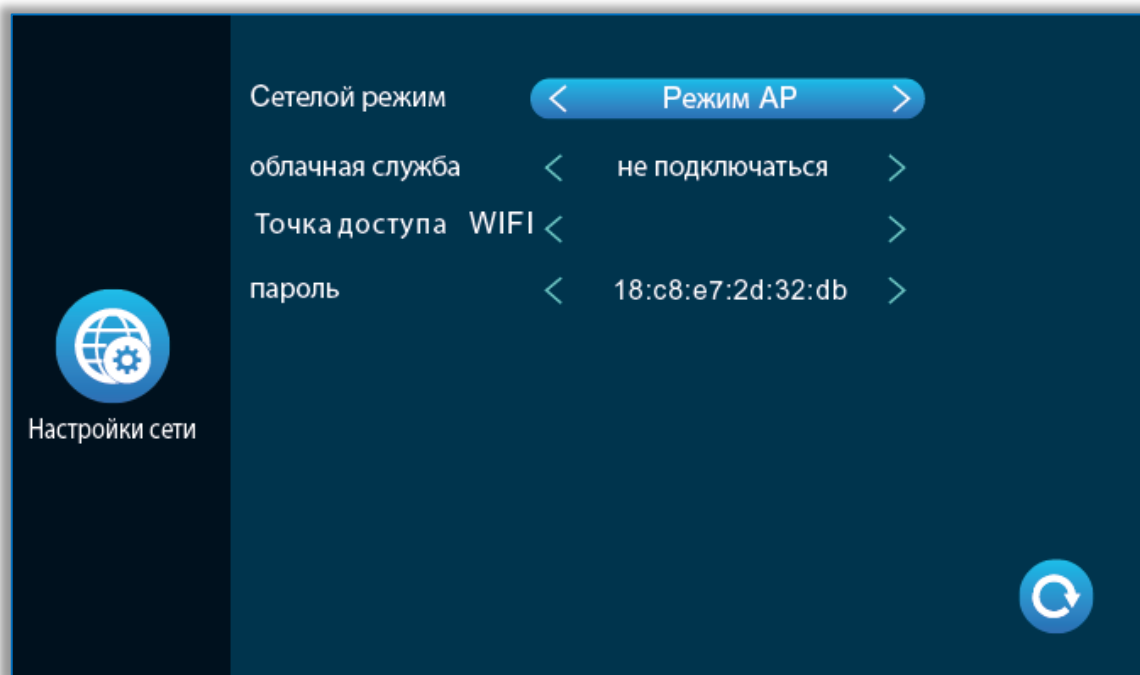 Сетелой режим < Режим AP >
облачная служба < не подключаться >
Точка доступа WIFI < >
пароль < 18:c8:e7:2d:32:db >
Настройки сети